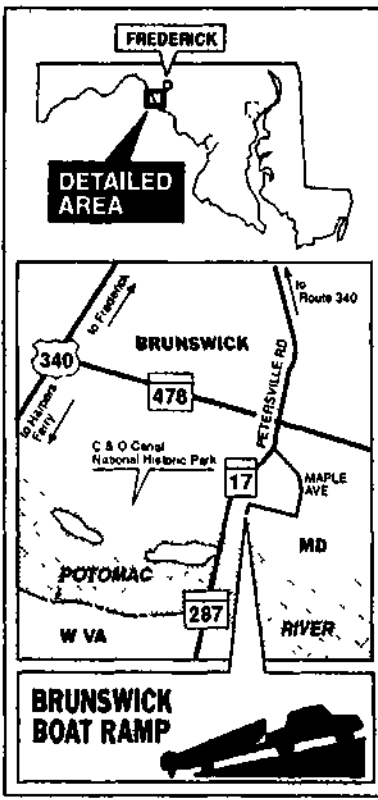 FREDERICK
DETAILED
AREA
to
Route 340
to Frederick
BRUNSWICK
340
478
PETERSVILLE RD
to Harpers
Ferry
C & O Canal
National Historic Park
17
MAPLE
AVE
MD
POTOMAC
287
W VA
RIVER
BRUNSWICK
BOAT RAMP